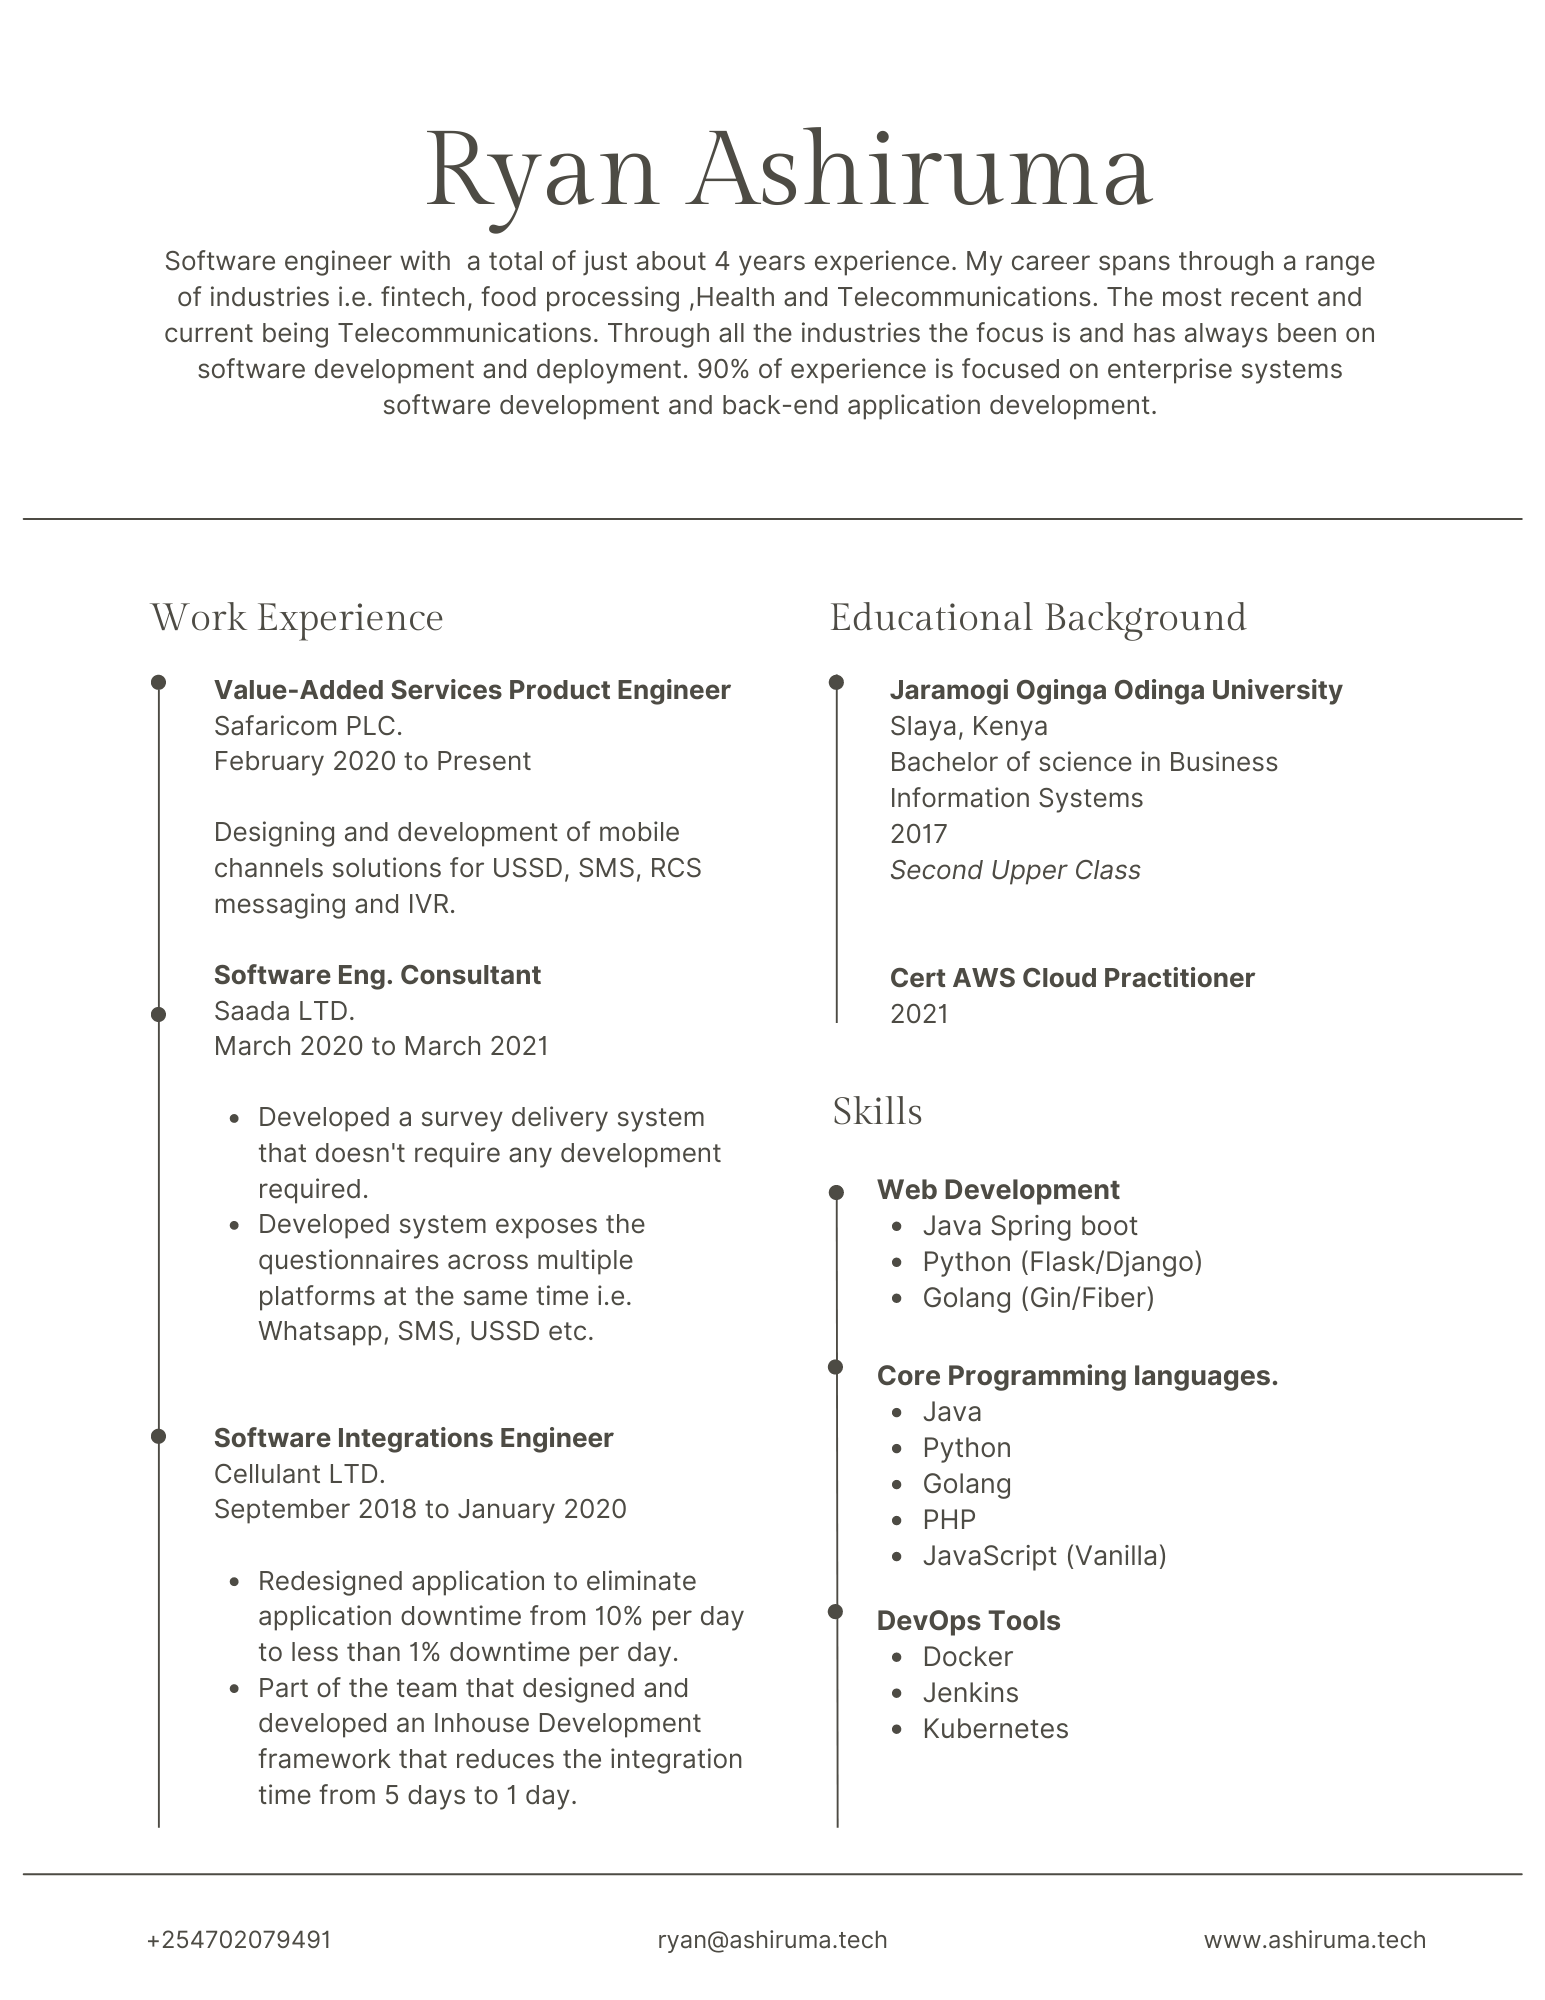 Ryan Ashiruma
Software engineer with  a total of just about 4 years experience. My career spans through a range
of industries i.e. fintech, food processing ,Health and Telecommunications. The most recent and
current being Telecommunications. Through all the industries the focus is and has always been on
software development and deployment. 90% of experience is focused on enterprise systems
software development and back-end application development.
Work Experience
Value-Added Services Product Engineer
Safaricom PLC.
February 2020 to Present
Designing and development of mobile
channels solutions for USSD, SMS, RCS
messaging and IVR.
Software Eng. Consultant
Saada LTD.
March 2020 to March 2021
• Developed a survey delivery system
that doesn't require any development
required.
• Developed system exposes the
questionnaires across multiple
platforms at the same time i.e.
Whatsapp, SMS, USSD etc.
Software Integrations Engineer
Cellulant LTD.
September 2018 to January 2020
• Redesigned application to eliminate
application downtime from 10% per day
to less than 1% downtime per day.
• Part of the team that designed and
developed an Inhouse Development
framework that reduces the integration
time from 5 days to 1 day.
Educational Background
Jaramogi Oginga Odinga University
SIaya, Kenya
Bachelor of science in Business
Information Systems
2017
Second Upper Class
Cert AWS Cloud Practitioner
2021
Skills
Web Development
• Java Spring boot
• Python (Flask/Django)
• Golang (Gin/Fiber)
Core Programming languages.
• Java
• Python
• Golang
• PHP
• JavaScript (Vanilla)
DevOps Tools
• Docker
• Jenkins
• Kubernetes
+254702079491
ryan@ashiruma.tech
www.ashiruma.tech